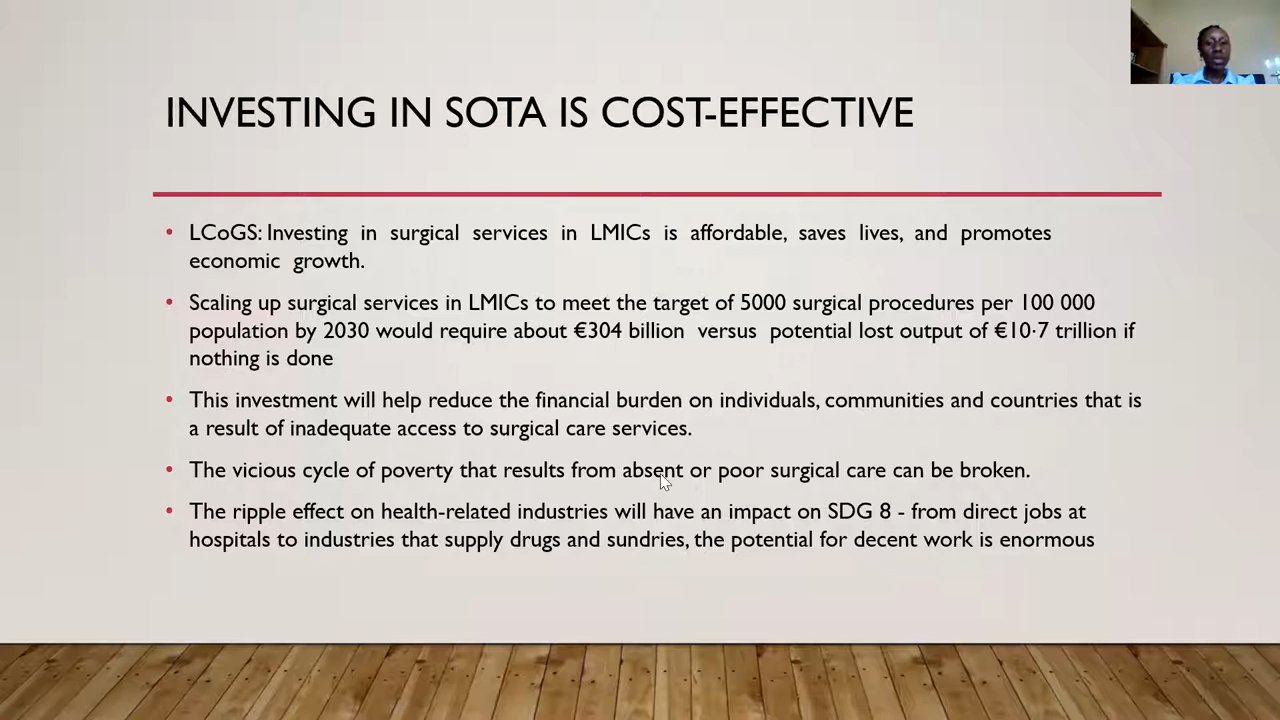 INVESTING IN SOTA IS COST-EFFECTIVE
• LCoGS: Investing in surgical services in LMICs is affordable, saves lives, and promotes
economic growth.
• Scaling up surgical services in LMICs to meet the target of 5000 surgical procedures per 100 000
population by 2030 would require about €304 billion versus potential lost output of €10·7 trillion if
nothing is done
• This investment will help reduce the financial burden on individuals, communities and countries that is
a result of inadequate access to surgical care services.
• The vicious cycle of poverty that results from absent or poor surgical care can be broken.
• The ripple effect on health-related industries will have an impact on SDG 8 - from direct jobs at
hospitals to industries that supply drugs and sundries, the potential for decent work is enormous